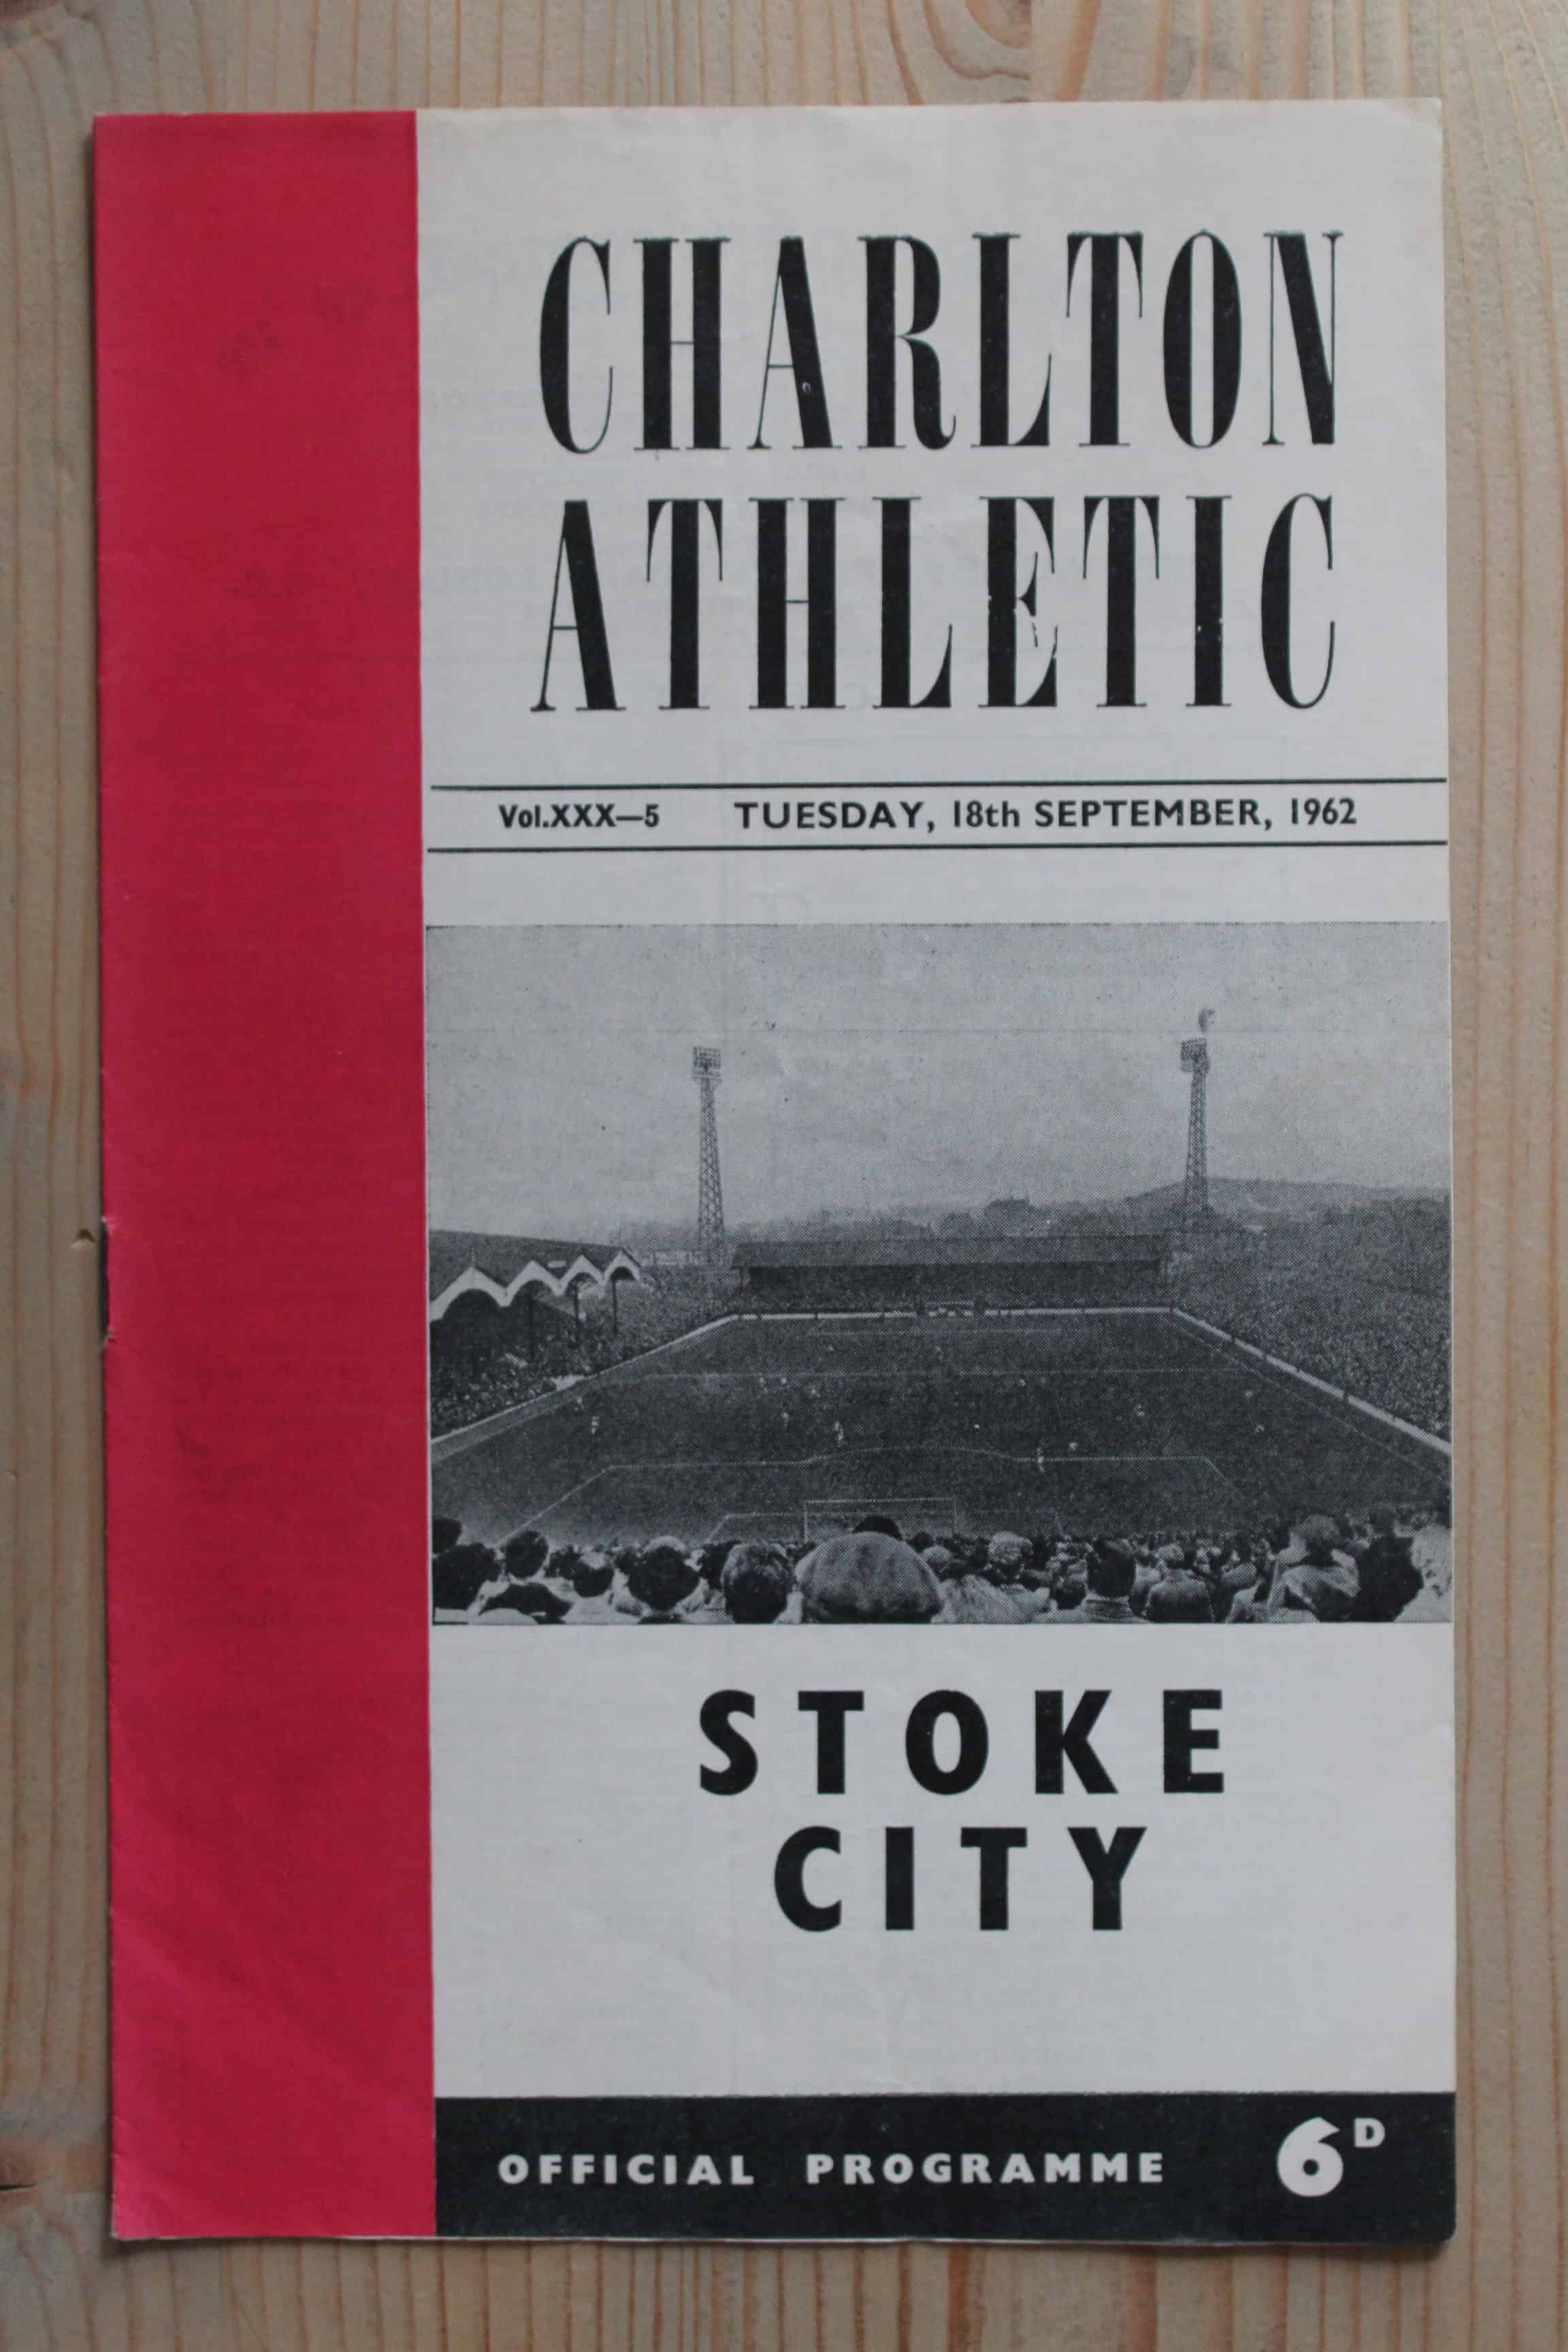 CHARLTON
ATHLETIC
Vol.XXX—5 TUESDAY, 18th SEPTEMBER, 1962
STOKE
CITY
OFFICIAL PROGRAMME 6D